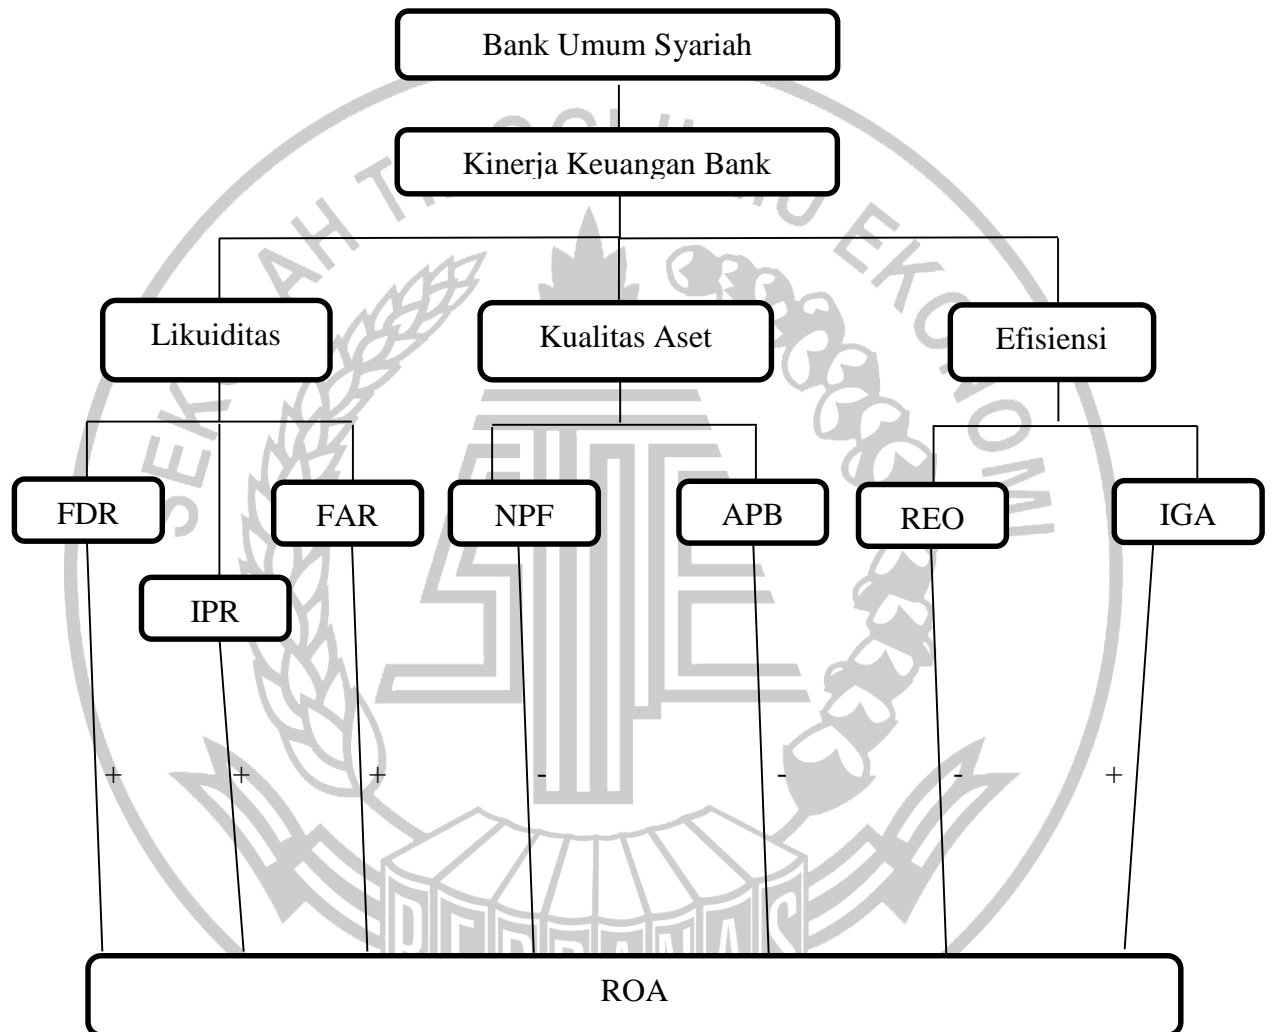 Bank Umum Syariah
Kinerja Keuangan Bank
Likuiditas
Kualitas Aset
Efisiensi
FDR
FAR
NPF
APB
REO
IGA
IPR
+
+
+
-
-
-
+
ROA